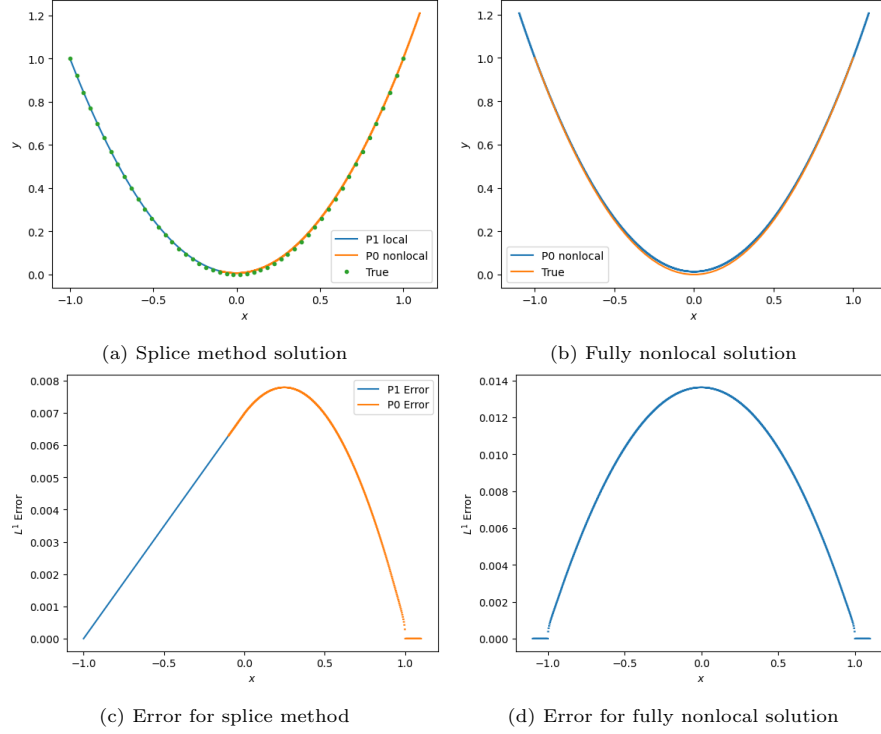 1.2
1.0
0.8
0.6
0.4
0.2
0.0
y
−1.0
−0.5
0.0
0.5
1.0
x
P1 local
P0 nonlocal
True
(a) Splice method solution
1.2
1.0
0.8
0.6
0.4
0.2
0.0
y
−1.0
−0.5
0.0
0.5
1.0
x
P0 nonlocal
True
(b) Fully nonlocal solution
0.008
0.007
0.006
0.005
0.004
0.003
0.002
0.001
0.000
L¹ Error
−1.0
−0.5
0.0
0.5
1.0
x
P1 Error
P0 Error
(c) Error for splice method
0.014
0.012
0.010
0.008
0.006
0.004
0.002
0.000
L¹ Error
−1.0
−0.5
0.0
0.5
1.0
x
(d) Error for fully nonlocal solution